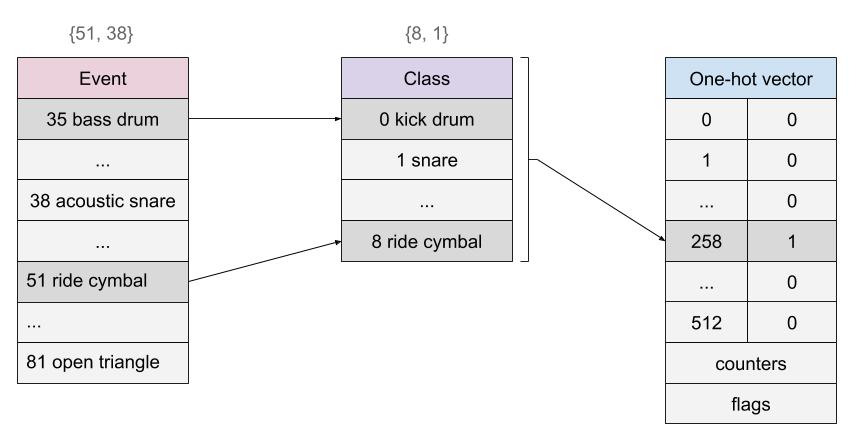 {51, 38}
{8, 1}
Event
35 bass drum
...
38 acoustic snare
...
51 ride cymbal
...
81 open triangle
Class
0 kick drum
1 snare
...
8 ride cymbal
One-hot vector
0 0
1 0
... 0
258 1
... 0
512 0
counters
flags